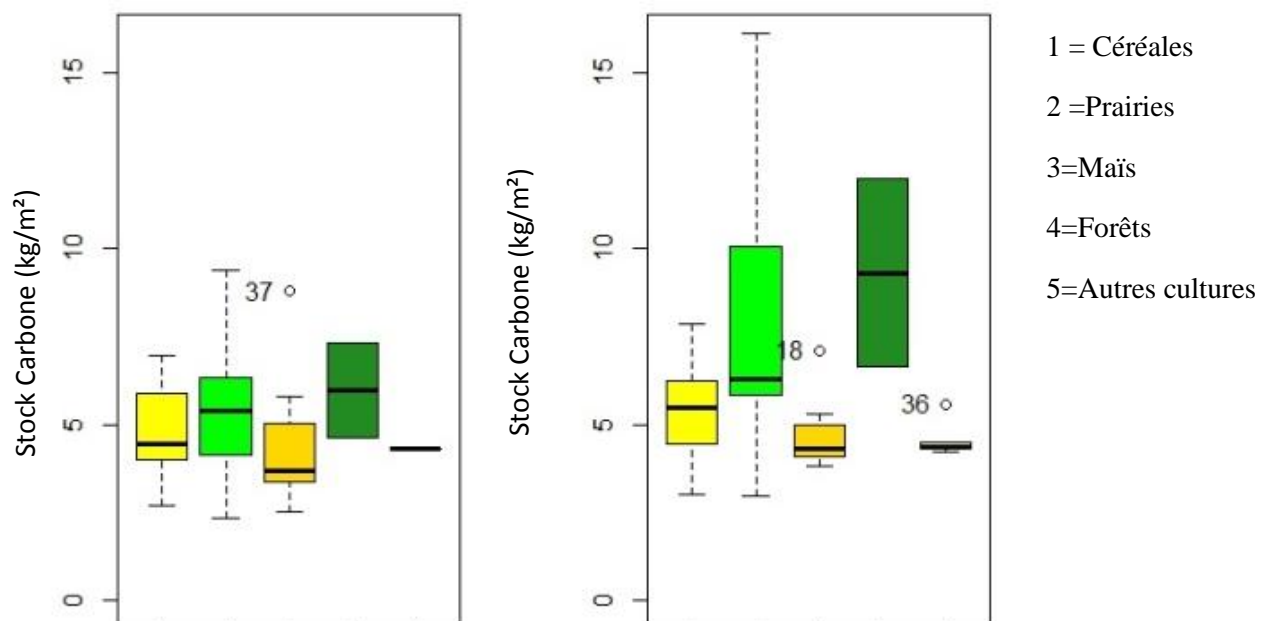 Stock Carbone (kg/m²)
15
10
5
0
37
Stock Carbone (kg/m²)
15
10
5
0
18
36
1 = Céréales
2 =Prairies
3=Maïs
4=Forêts
5=Autres cultures